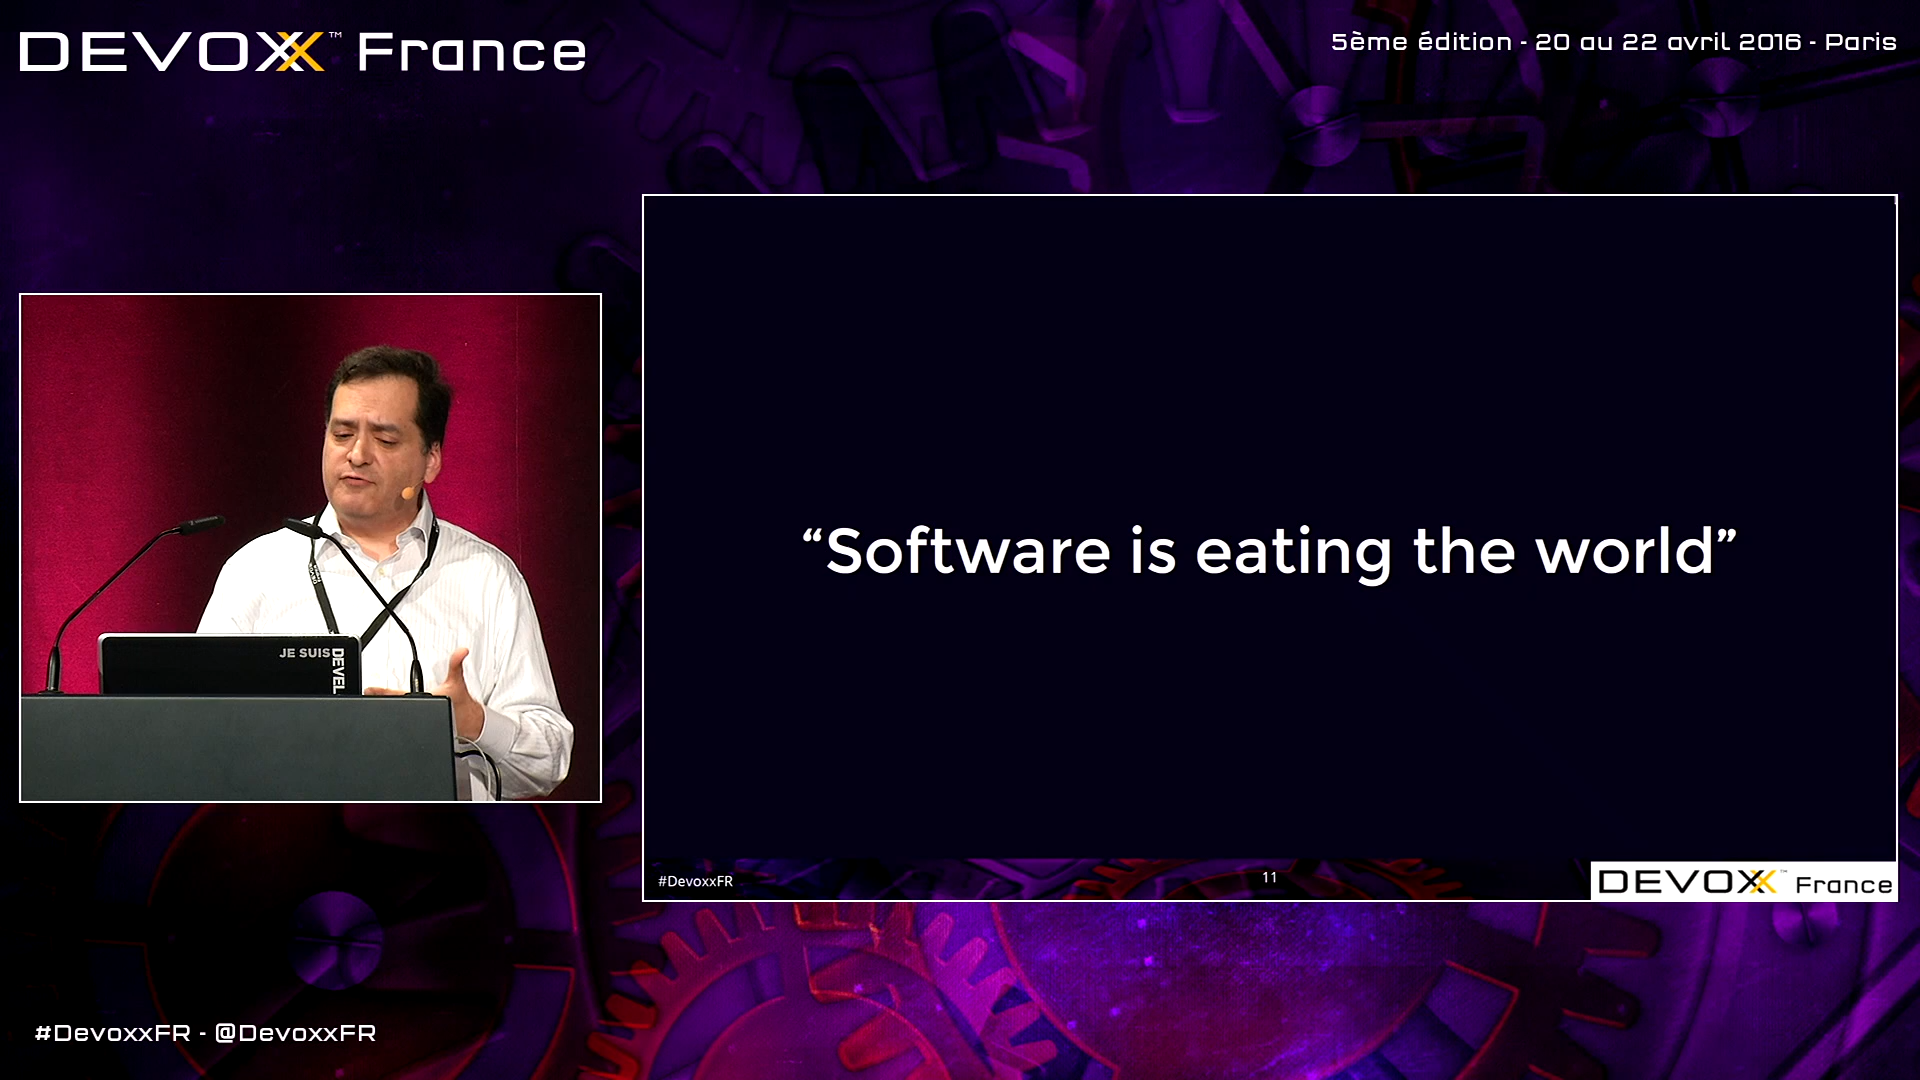 DEVOXX™ France
5ème édition - 20 au 22 avril 2016 - Paris
JE SUIS
DEVEL
“Software is eating the world”
#DevoxxFR
11
DEVOXX™ France
#DevoxxFR - @DevoxxFR